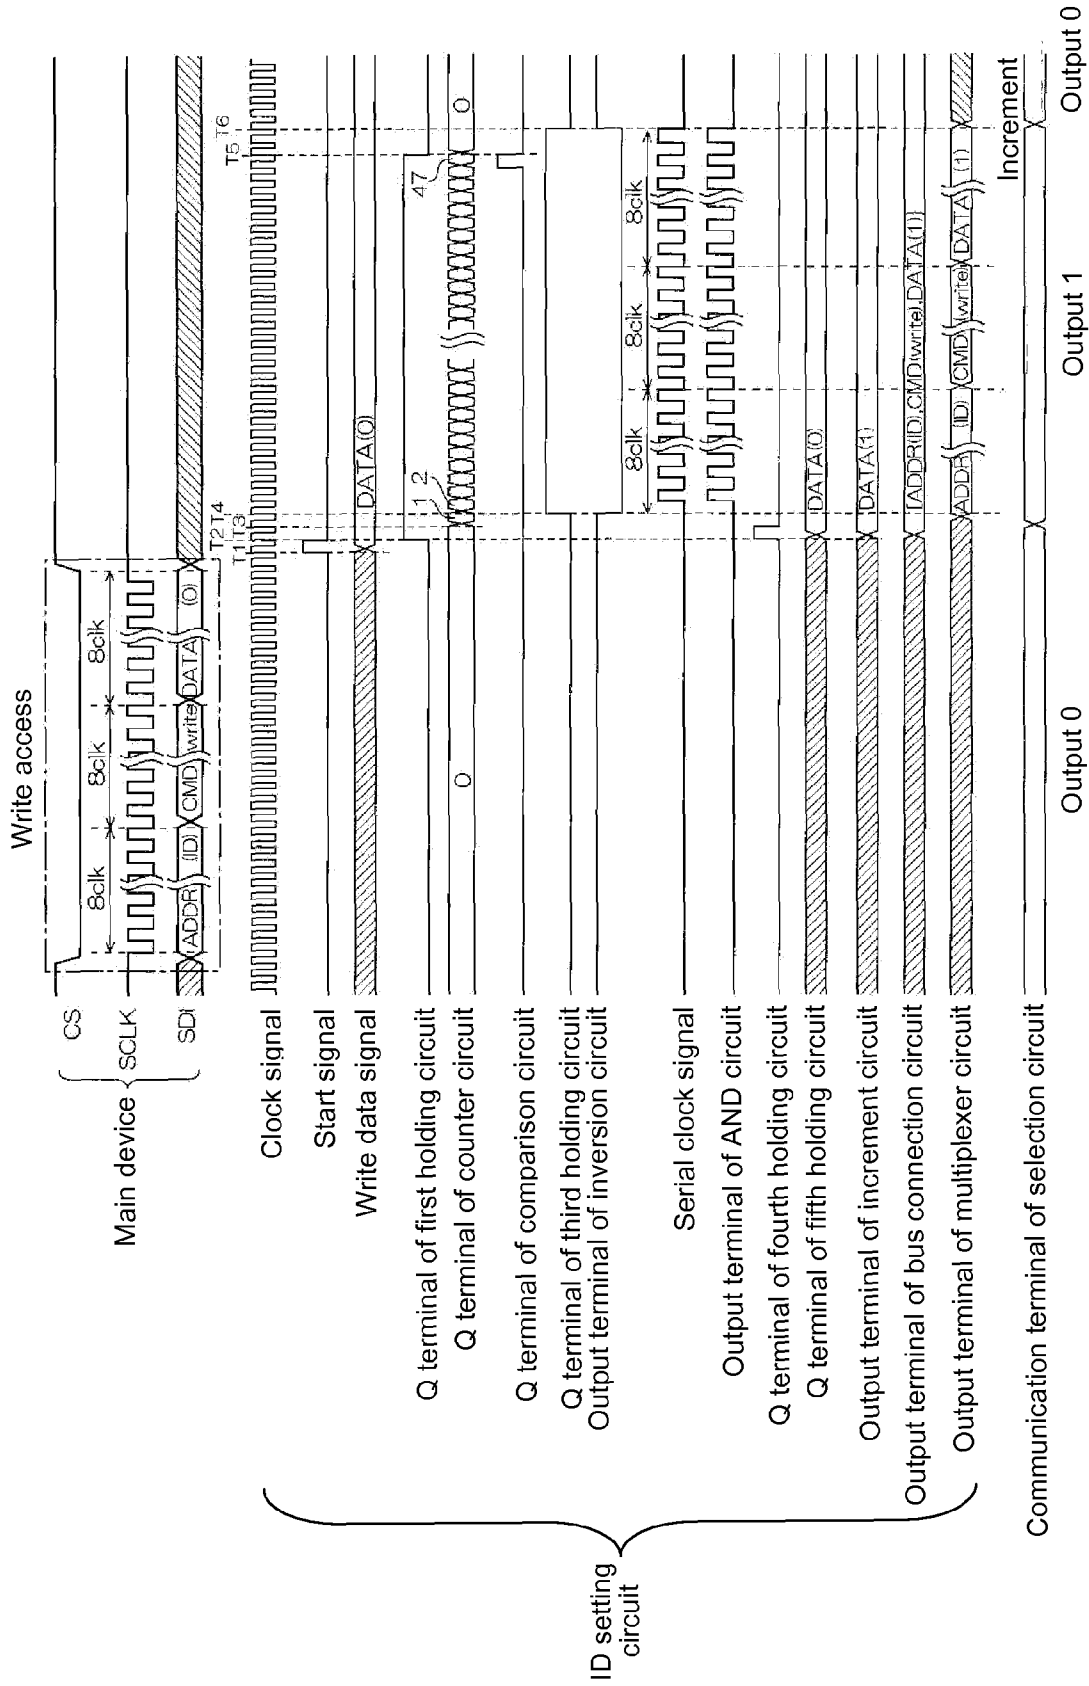 Write access
Main device
CS
SCLK
SDI
8clk
8clk
8clk
ADDR (ID) CMD (write) DATA (0)
T1 T2 T3 T4 T5 T6
ID setting
circuit
Clock signal
Start signal
Write data signal
DATA(0)
Q terminal of first holding circuit
Q terminal of counter circuit
0
1 2
47
0
Q terminal of comparison circuit
Q terminal of third holding circuit
Output terminal of inversion circuit
8clk
8clk
8clk
Serial clock signal
Output terminal of AND circuit
Q terminal of fourth holding circuit
Q terminal of fifth holding circuit
DATA(0)
Output terminal of increment circuit
DATA(1)
Output terminal of bus connection circuit
{ADDR(ID),CMD(write),DATA(1)}
Output terminal of multiplexer circuit
ADDR (ID) CMD (write) DATA (1)
Increment
Communication terminal of selection circuit
Output 0
Output 1
Output 0